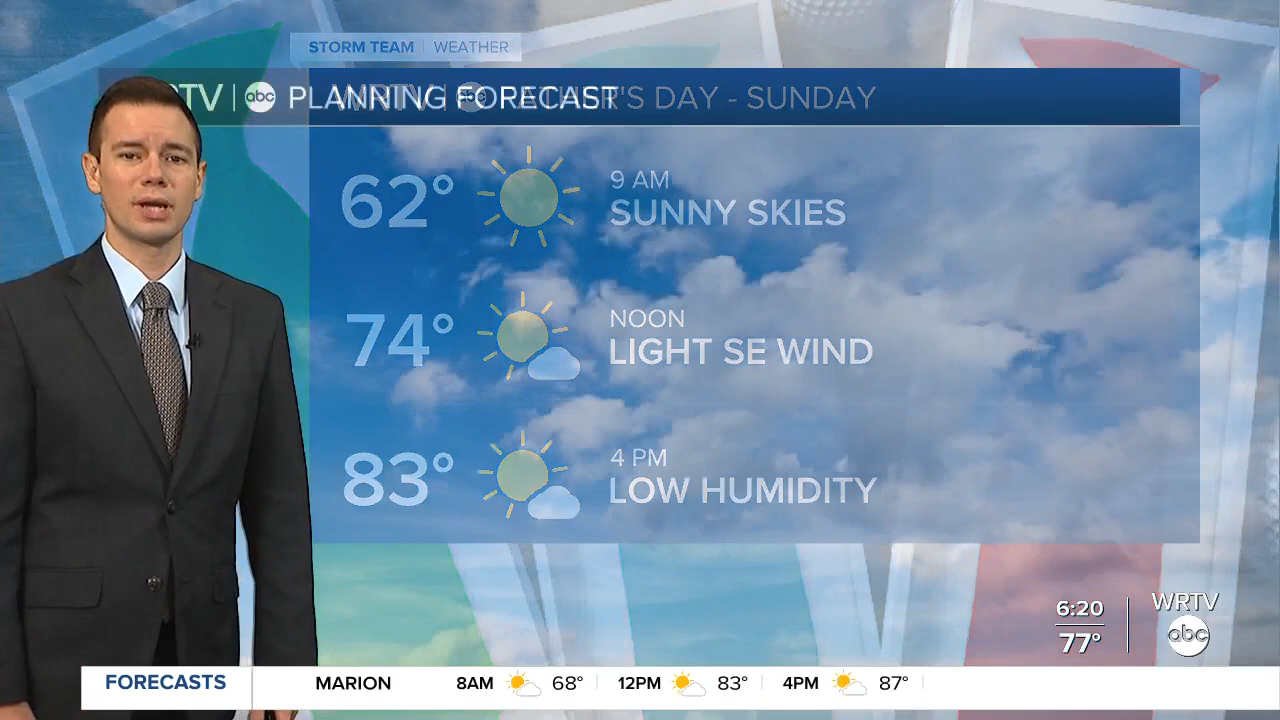 STORM TEAM | WEATHER
TV | abc PLANNING FORECAST
WRTV | abc FATHER'S DAY - SUNDAY
62° 9 AM
SUNNY SKIES
74° NOON
LIGHT SE WIND
83° 4 PM
LOW HUMIDITY
6:20 WRTV
77° abc
FORECASTS MARION 8AM 68° 12PM 83° 4PM 87°